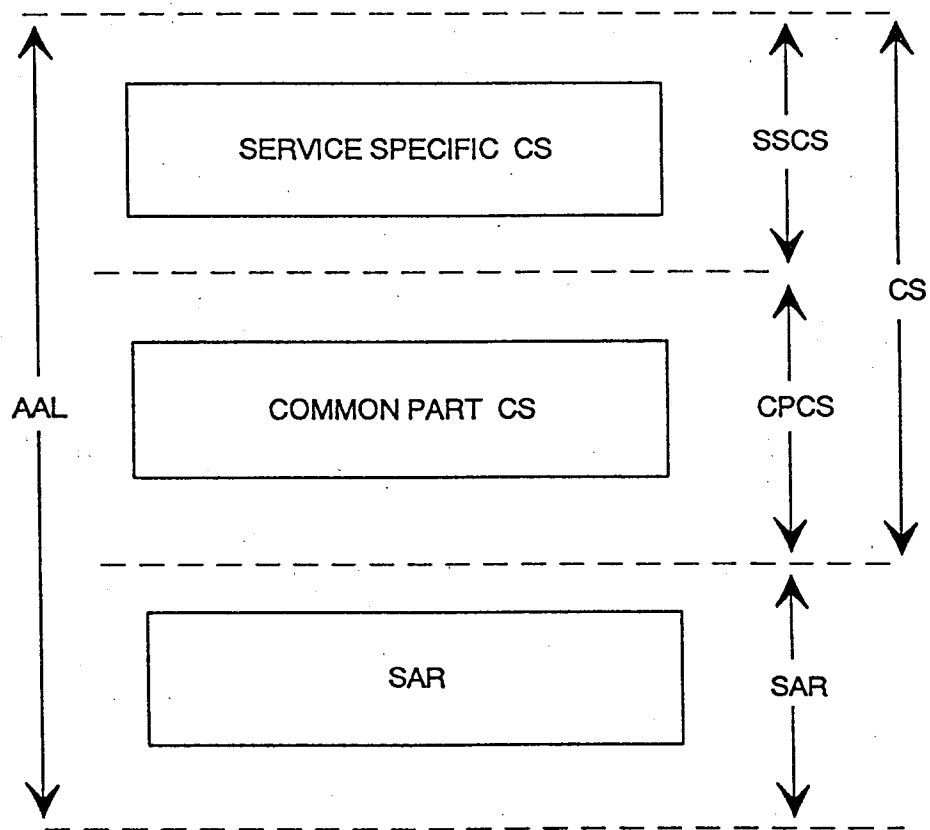 SERVICE SPECIFIC CS
SSCS
CS
AAL
COMMON PART CS
CPCS
SAR
SAR